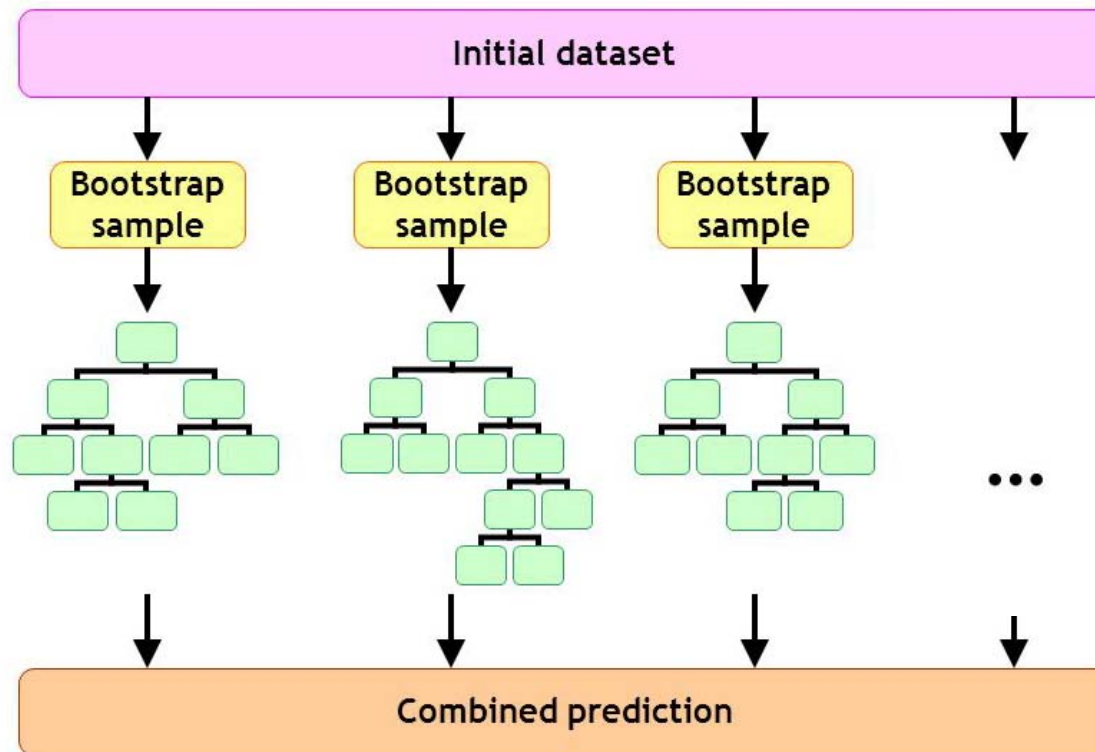 Initial dataset
Bootstrap
sample
Bootstrap
sample
Bootstrap
sample
...
Combined prediction